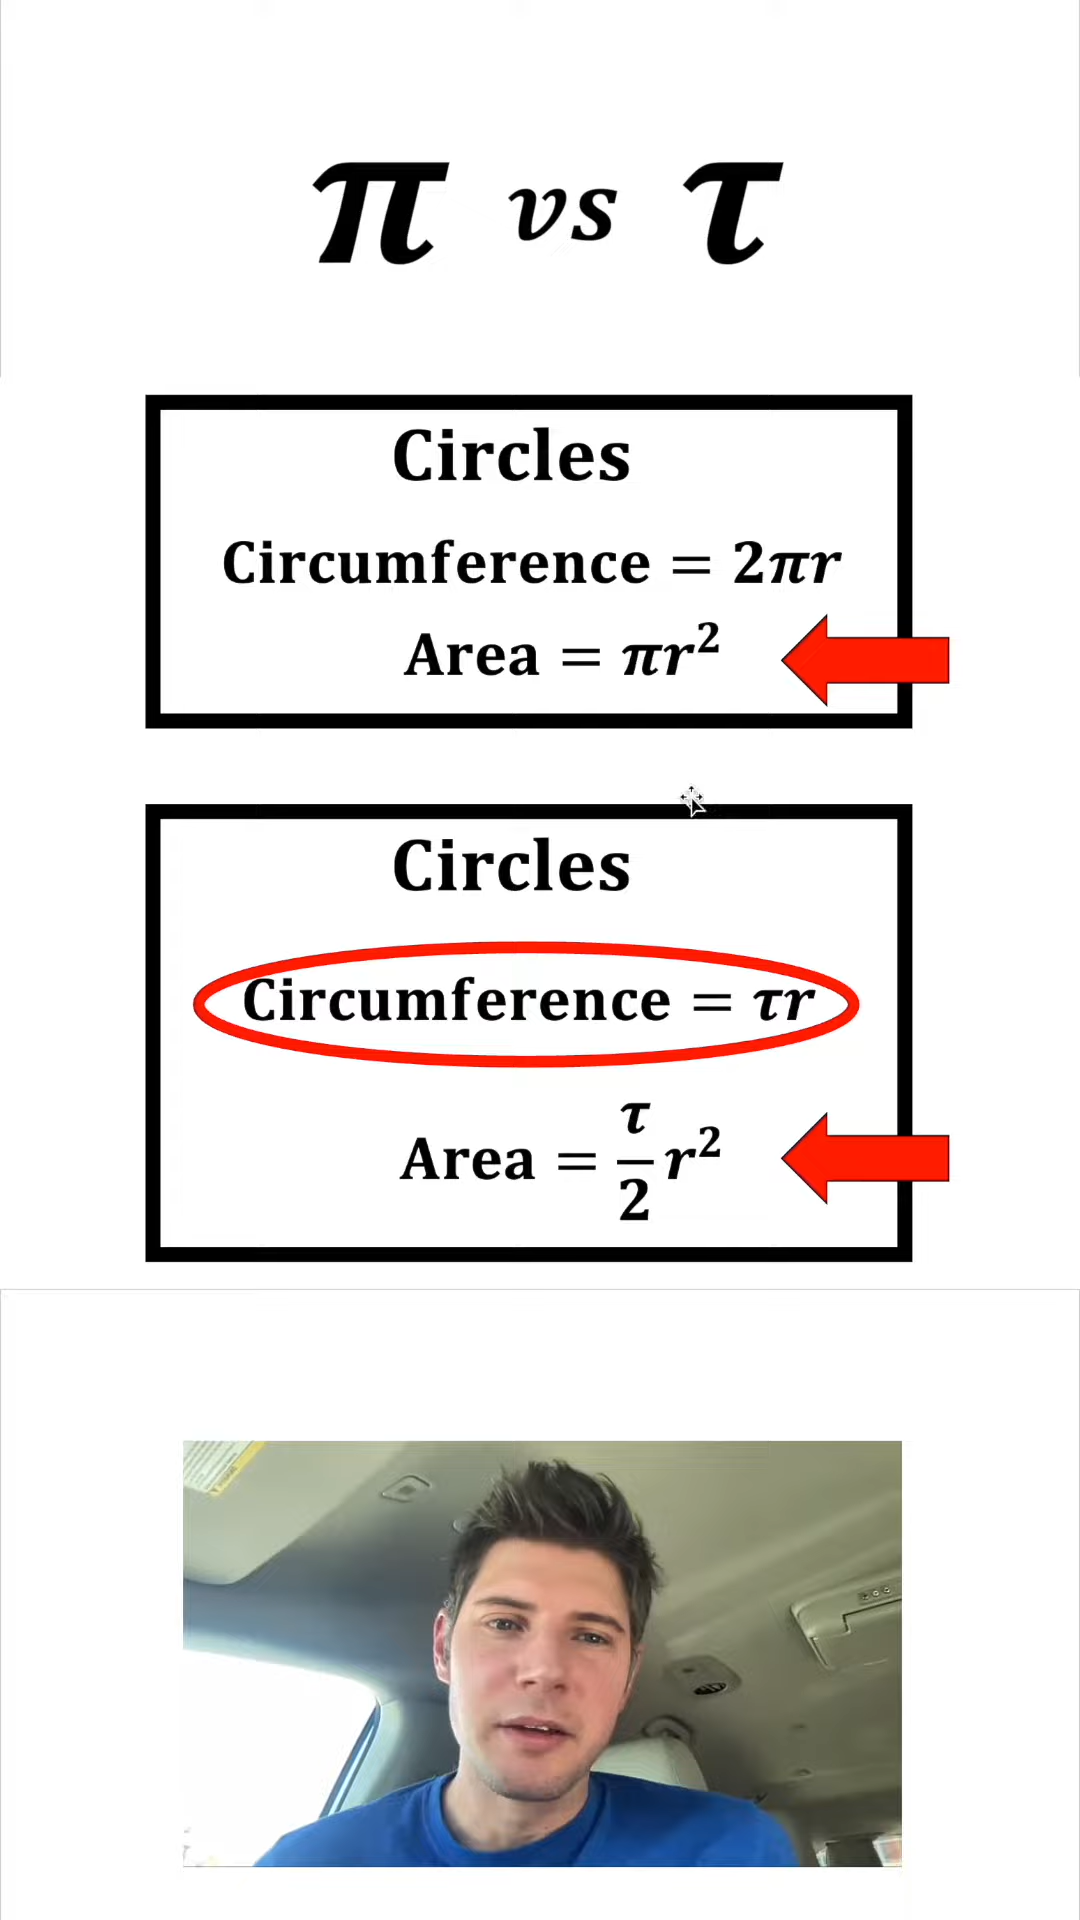 π vs τ
Circles
Circumference = 2πr
Area = πr²
Circles
Circumference = τr
Area = τ/2 r²